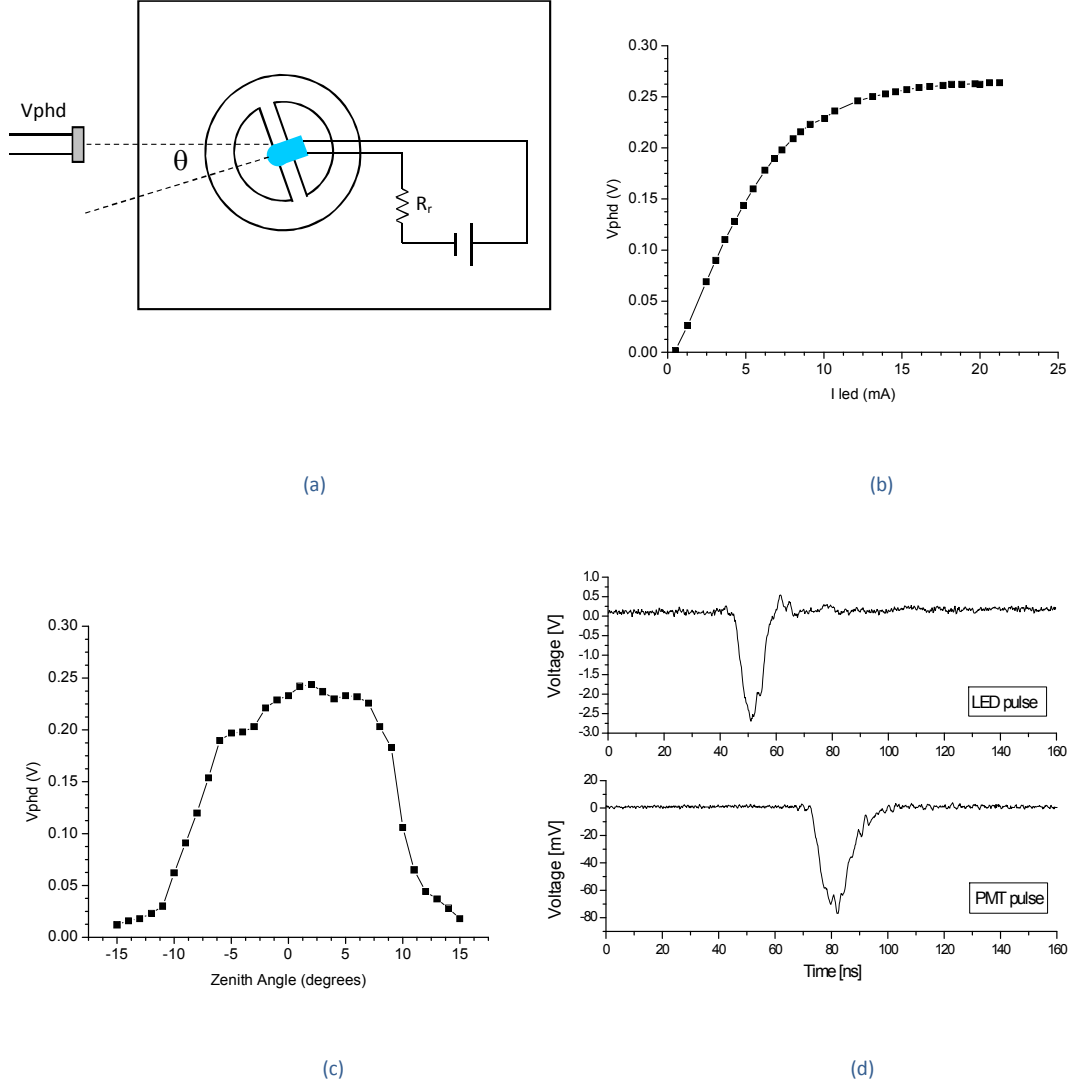 Vphd
θ
Rr
(a)
0.30
0.25
0.20
0.15
0.10
0.05
0.00
Vphd (V)
0 5 10 15 20 25
I led (mA)
(b)
0.30
0.25
0.20
0.15
0.10
0.05
0.00
Vphd (V)
-15 -10 -5 0 5 10 15
Zenith Angle (degrees)
(c)
1.0
0.5
0.0
-0.5
-1.0
-1.5
-2.0
-2.5
-3.0
Voltage [V]
LED pulse
0 20 40 60 80 100 120 140 160
20
0
-20
-40
-60
-80
Voltage [mV]
PMT pulse
0 20 40 60 80 100 120 140 160
Time [ns]
(d)